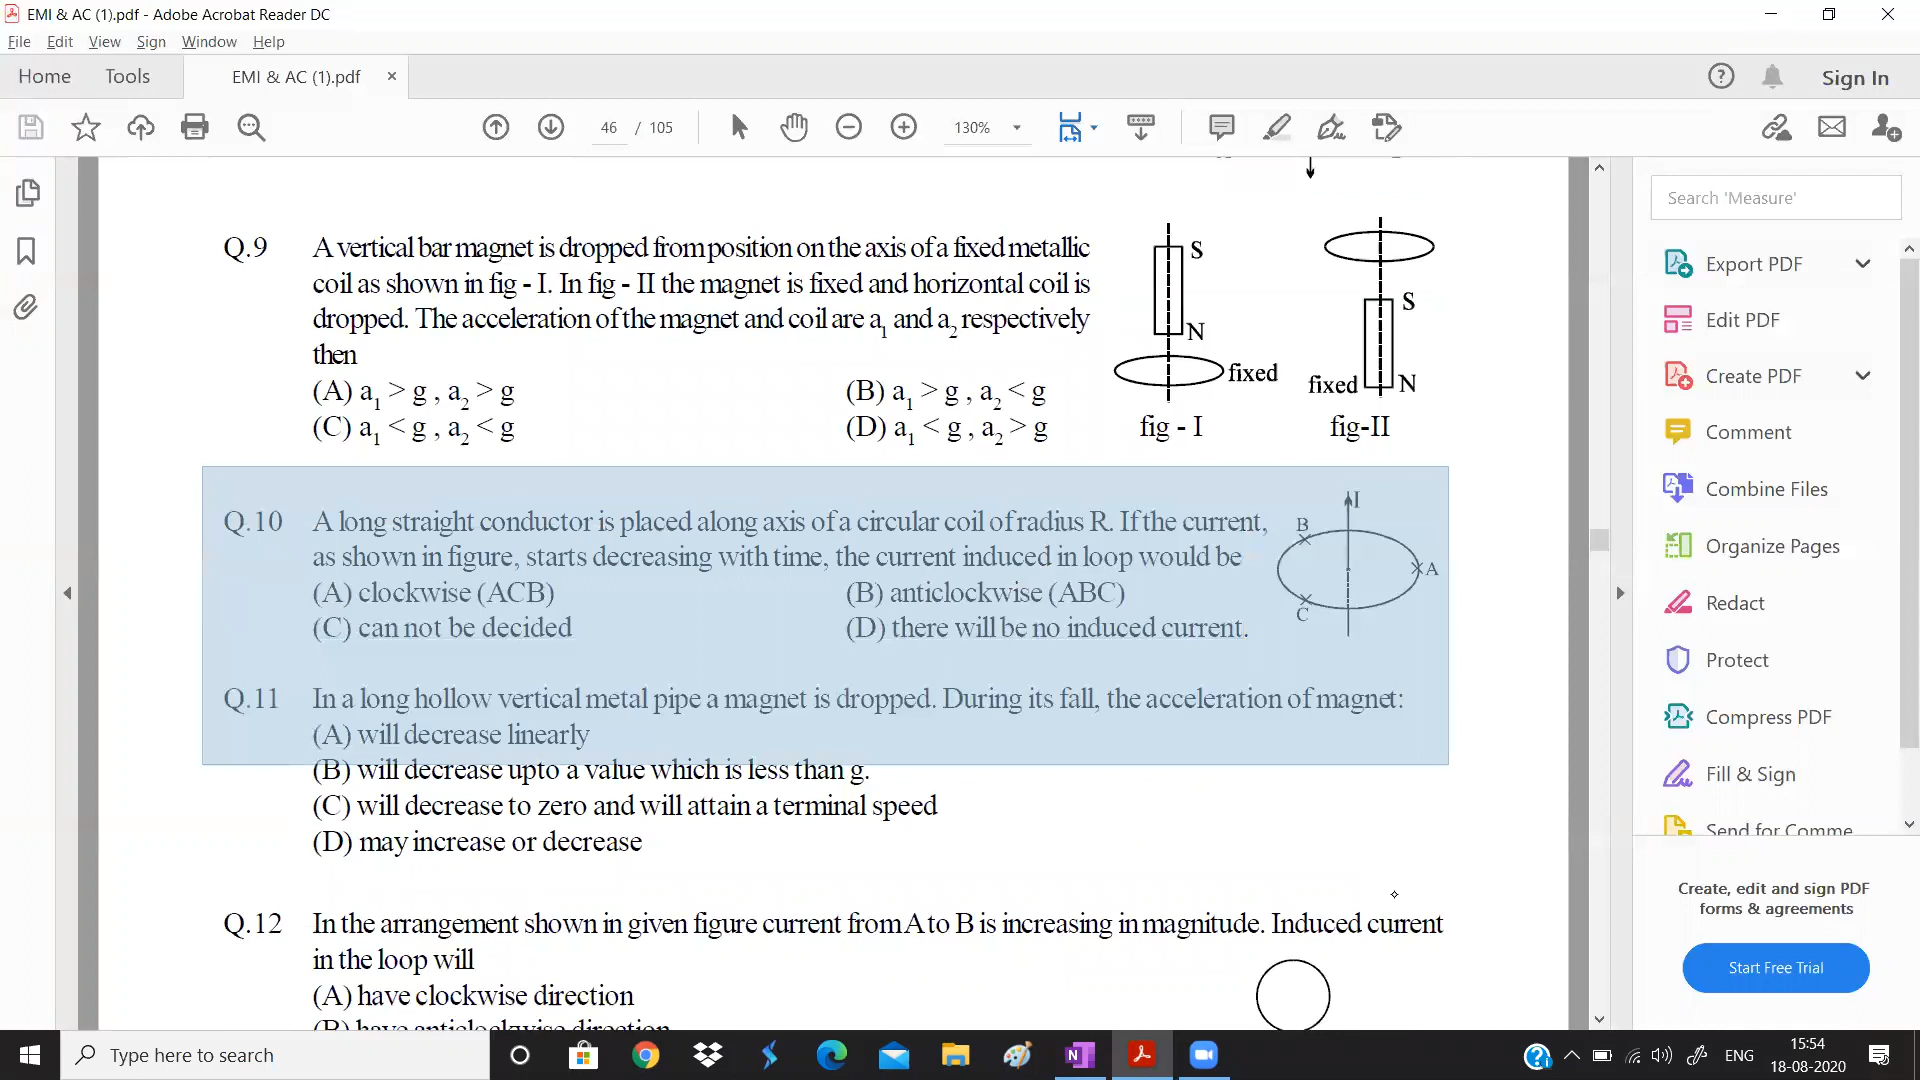 EMI & AC (1).pdf - Adobe Acrobat Reader DC
File Edit View Sign Window Help
Home Tools EMI & AC (1).pdf × Sign In
46 / 105 130%
Search 'Measure'
Q.9 A vertical bar magnet is dropped from position on the axis of a fixed metallic
coil as shown in fig - I. In fig - II the magnet is fixed and horizontal coil is
dropped. The acceleration of the magnet and coil are a1 and a2 respectively
then
(A) a1 > g , a2 > g (B) a1 > g , a2 < g
(C) a1 < g , a2 < g (D) a1 < g , a2 > g
S
N
fixed
fig - I
S
fixed N
fig-II
Q.10 A long straight conductor is placed along axis of a circular coil of radius R. If the current,
as shown in figure, starts decreasing with time, the current induced in loop would be
(A) clockwise (ACB) (B) anticlockwise (ABC)
(C) can not be decided (D) there will be no induced current.
I
B
A
C
Q.11 In a long hollow vertical metal pipe a magnet is dropped. During its fall, the acceleration of magnet:
(A) will decrease linearly
(B) will decrease upto a value which is less than g.
(C) will decrease to zero and will attain a terminal speed
(D) may increase or decrease
Q.12 In the arrangement shown in given figure current from A to B is increasing in magnitude. Induced current
in the loop will
(A) have clockwise direction
(B) have anticlockwise direction
Export PDF
Edit PDF
Create PDF
Comment
Combine Files
Organize Pages
Redact
Protect
Compress PDF
Fill & Sign
Send for Comme
Create, edit and sign PDF
forms & agreements
Start Free Trial
Type here to search
ENG
15:54
18-08-2020